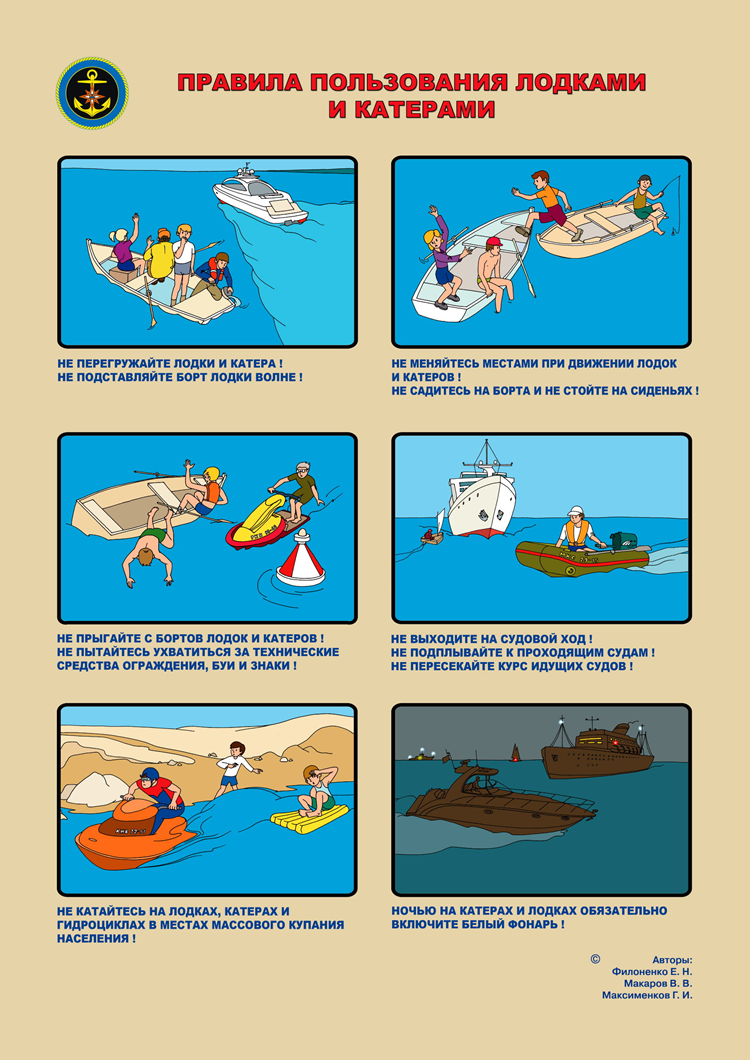 ПРАВИЛА ПОЛЬЗОВАНИЯ ЛОДКАМИ
И КАТЕРАМИ
НЕ ПЕРЕГРУЖАЙТЕ ЛОДКИ И КАТЕРА !
НЕ ПОДСТАВЛЯЙТЕ БОРТ ЛОДКИ ВОЛНЕ !
НЕ МЕНЯЙТЕСЬ МЕСТАМИ ПРИ ДВИЖЕНИИ ЛОДОК
И КАТЕРОВ !
НЕ САДИТЕСЬ НА БОРТА И НЕ СТОЙТЕ НА СИДЕНЬЯХ !
НЕ ПРЫГАЙТЕ С БОРТОВ ЛОДОК И КАТЕРОВ !
НЕ ПЫТАЙТЕСЬ УХВАТИТЬСЯ ЗА ТЕХНИЧЕСКИЕ
СРЕДСТВА ОГРАЖДЕНИЯ, БУИ И ЗНАКИ !
НЕ ВЫХОДИТЕ НА СУДОВОЙ ХОД !
НЕ ПОДПЛЫВАЙТЕ К ПРОХОДЯЩИМ СУДАМ !
НЕ ПЕРЕСЕКАЙТЕ КУРС ИДУЩИХ СУДОВ !
НЕ КАТАЙТЕСЬ НА ЛОДКАХ, КАТЕРАХ И
ГИДРОЦИКЛАХ В МЕСТАХ МАССОВОГО КУПАНИЯ
НАСЕЛЕНИЯ !
НОЧЬЮ НА КАТЕРАХ И ЛОДКАХ ОБЯЗАТЕЛЬНО
ВКЛЮЧИТЕ БЕЛЫЙ ФОНАРЬ !
© Авторы:
Филоненко Е. Н.
Макаров В. В.
Максименков Г. И.